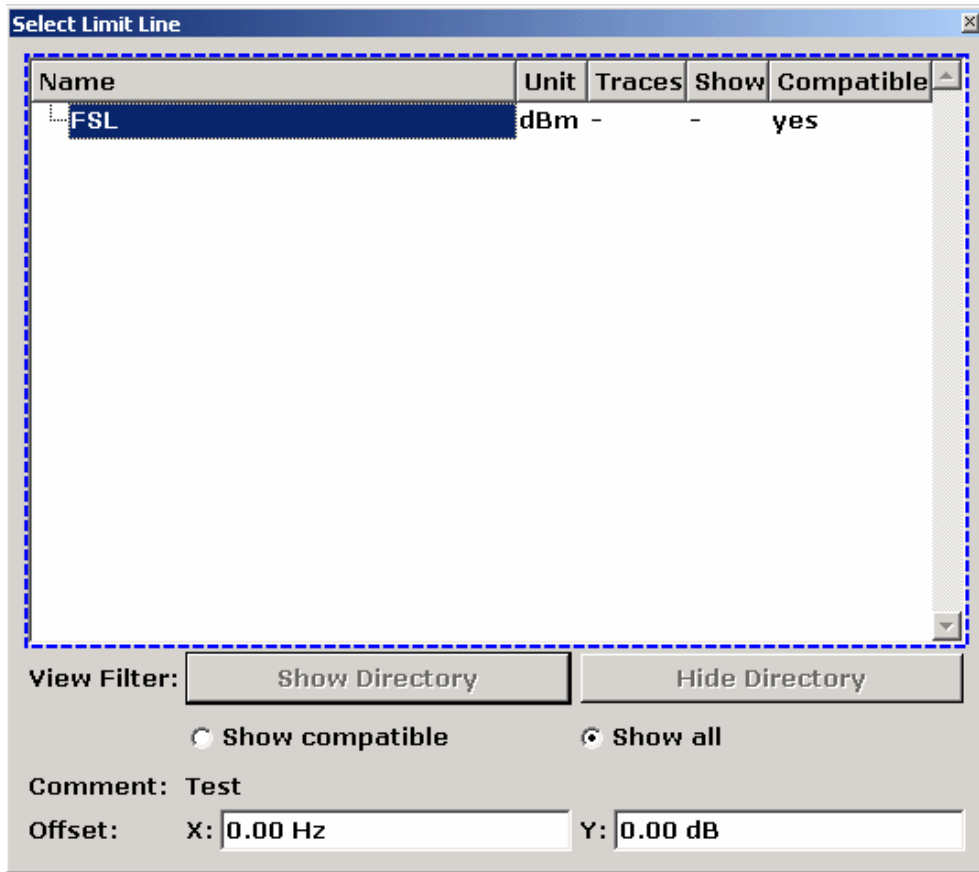 Select Limit Line
Name Unit Traces Show Compatible
FSL dBm - - yes
View Filter: Show Directory Hide Directory
Show compatible Show all
Comment: Test
Offset: X: 0.00 Hz Y: 0.00 dB